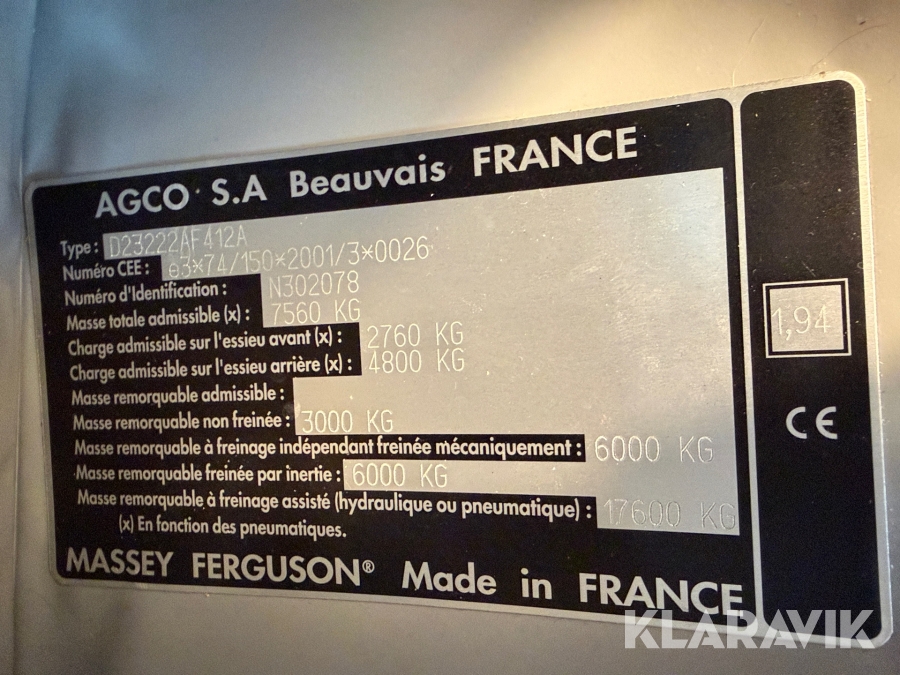 AGCO S.A Beauvais FRANCE
Type : D23222AF412A
Numéro CEE : e3*74/150*2001/3*0026
Numéro d'Identification : N302078
Masse totale admissible (x) : 7560 KG
Charge admissible sur l'essieu avant (x) : 2760 KG
Charge admissible sur l'essieu arrière (x) : 4800 KG
Masse remorquable admissible :
Masse remorquable non freinée : 3000 KG
Masse remorquable à freinage indépendant freinée mécaniquement : 6000 KG
Masse remorquable freinée par inertie : 6000 KG
Masse remorquable à freinage assisté (hydraulique ou pneumatique) : 17600 KG
(x) En fonction des pneumatiques.
MASSEY FERGUSON® Made in FRANCE
1,94
CE
KLARAVIK